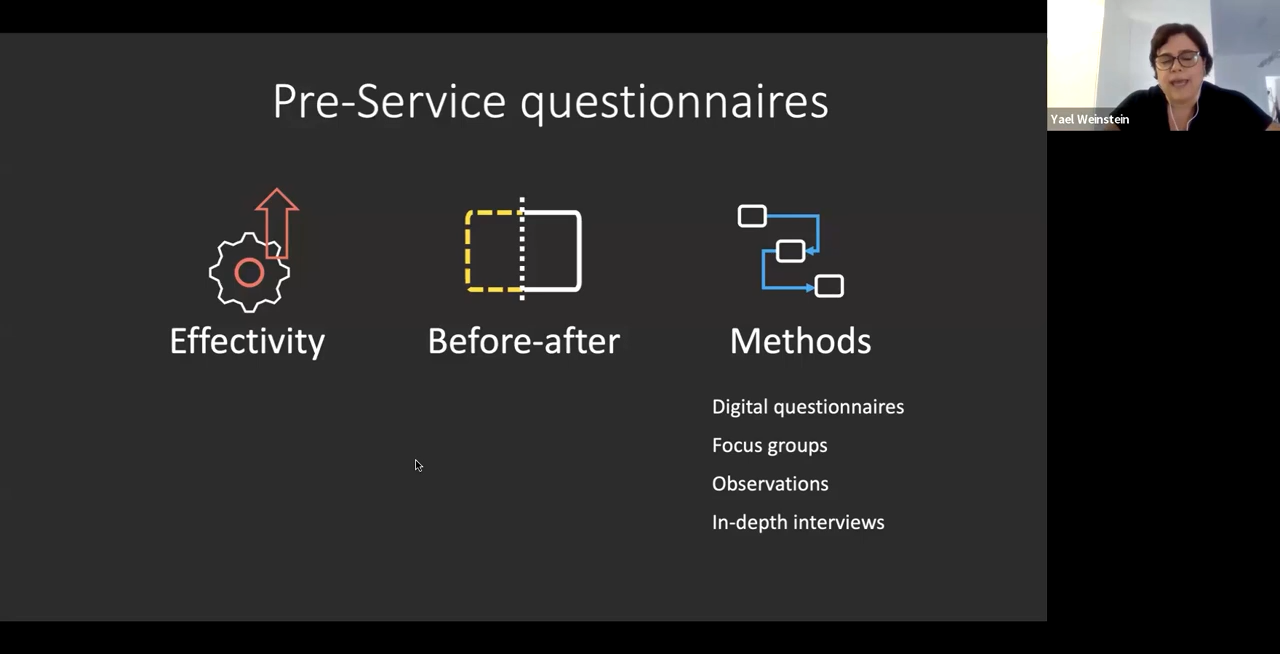 Pre-Service questionnaires
Yael Weinstein
Effectivity
Before-after
Methods
Digital questionnaires
Focus groups
Observations
In-depth interviews